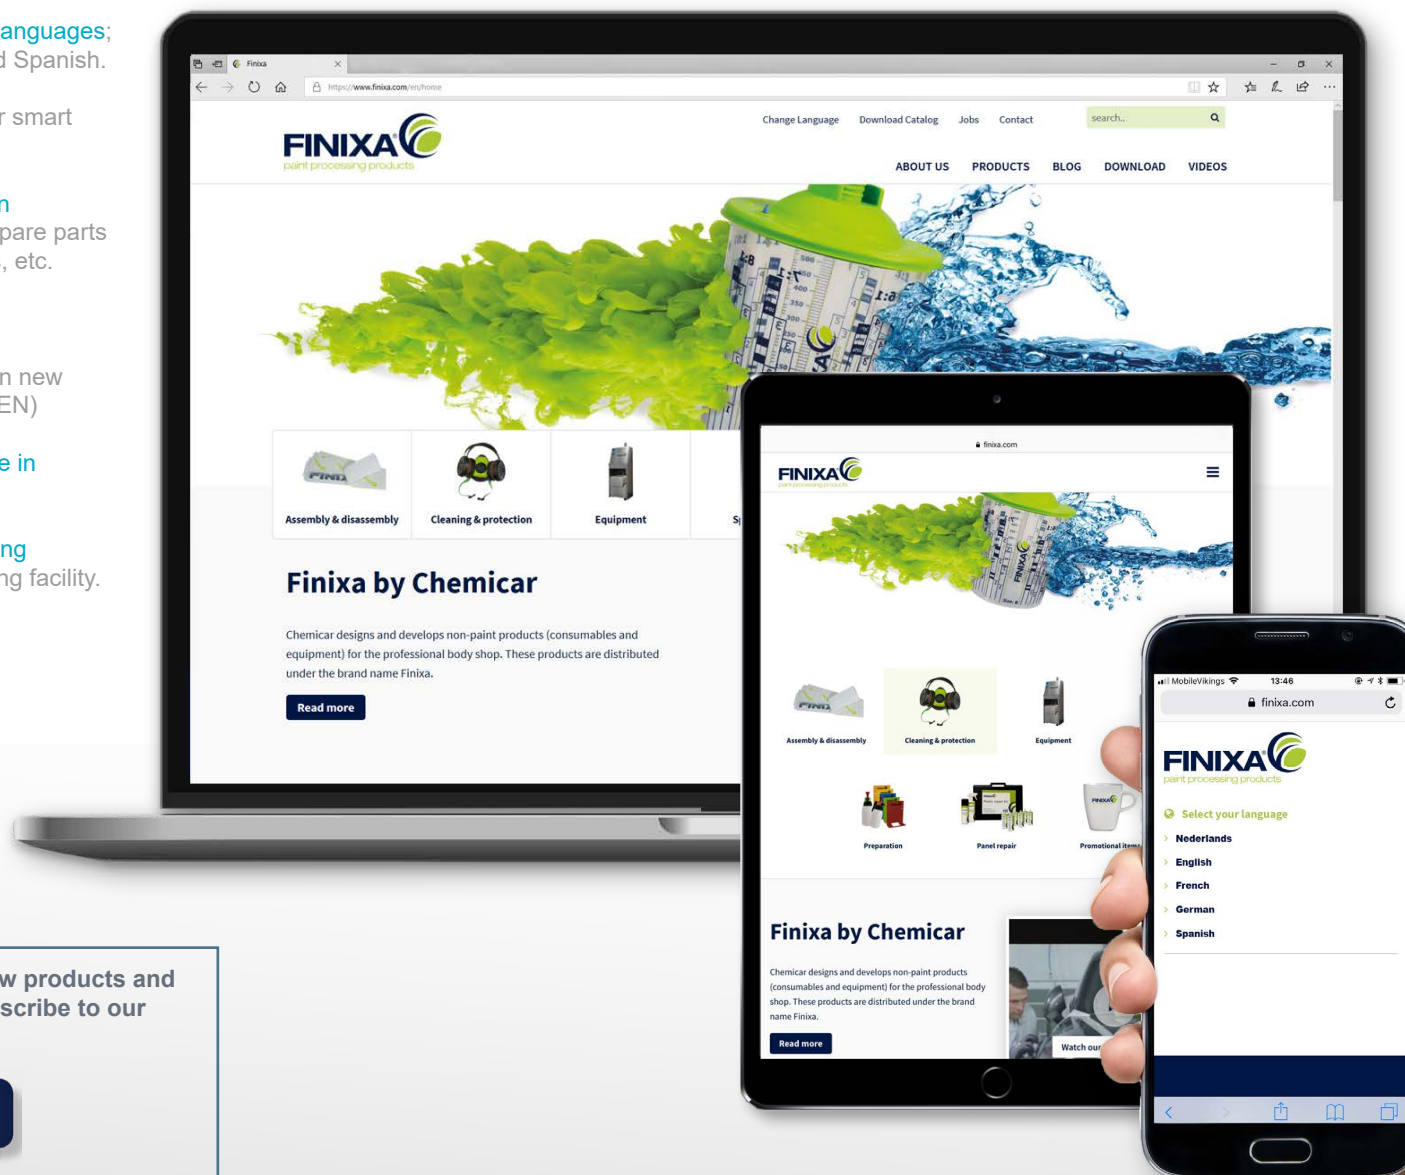 anguages;
d Spanish.
r smart
n
pare parts
, etc.
n new
EN)
e in
ng
ng facility.
w products and
scribe to our
Finixa
https://www.finixa.com/en/home
Change Language Download Catalog Jobs Contact
search..
FINIXA
paint processing products
ABOUT US PRODUCTS BLOG DOWNLOAD VIDEOS
FINIXA
Assembly & disassembly Cleaning & protection Equipment
Finixa by Chemicar
Chemicar designs and develops non-paint products (consumables and
equipment) for the professional body shop. These products are distributed
under the brand name Finixa.
Read more
finixa.com
FINIXA
paint processing products
FINIXA
Assembly & disassembly Cleaning & protection Equipment
FINIXA
Preparation Panel repair Promotional items
Finixa by Chemicar
Chemicar designs and develops non-paint products
(consumables and equipment) for the professional body
shop. These products are distributed under the brand
name Finixa.
Read more
Watch our
MobileVikings 13:46
finixa.com
FINIXA
paint processing products
Select your language
Nederlands
English
French
German
Spanish